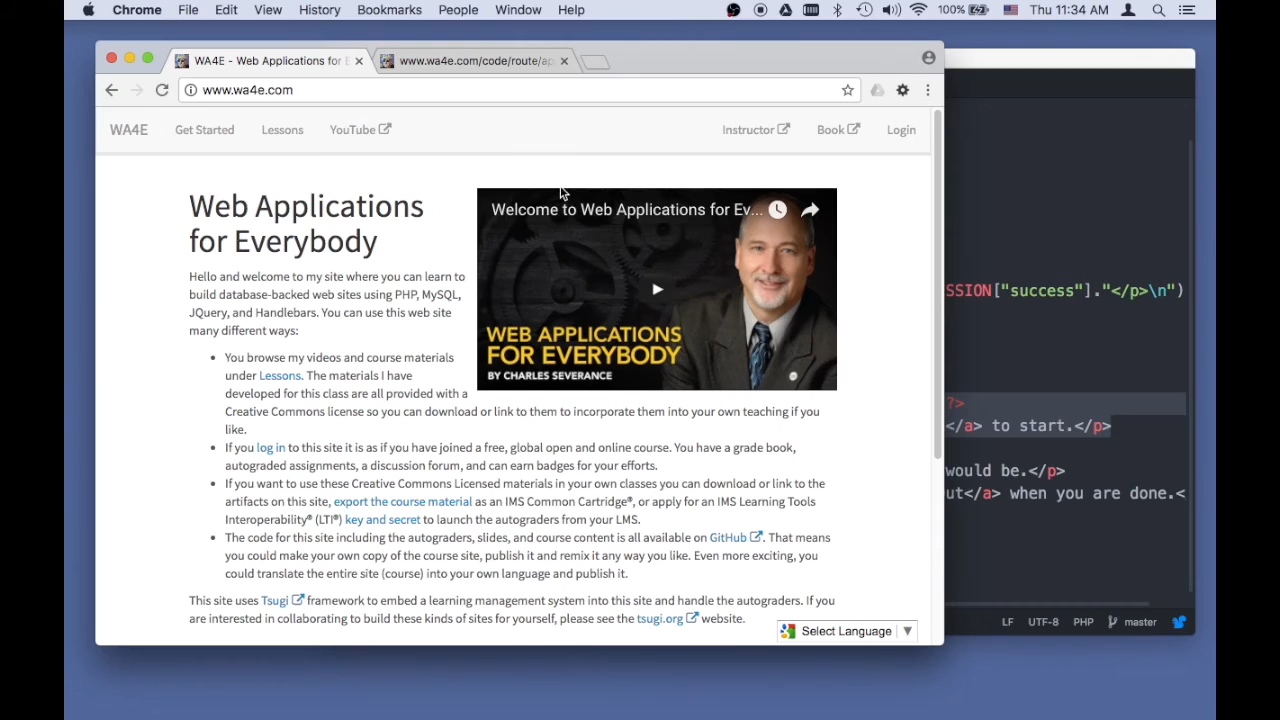 Chrome File Edit View History Bookmarks People Window Help 100% Thu 11:34 AM
WA4E - Web Applications for E
www.wa4e.com/code/route/ap
www.wa4e.com
WA4E Get Started Lessons YouTube Instructor Book Login
Web Applications
for Everybody
Hello and welcome to my site where you can learn to
build database-backed web sites using PHP, MySQL,
JQuery, and Handlebars. You can use this web site
many different ways:
Welcome to Web Applications for Ev...
WEB APPLICATIONS
FOR EVERYBODY
BY CHARLES SEVERANCE
• You browse my videos and course materials
under Lessons. The materials I have
developed for this class are all provided with a
Creative Commons license so you can download or link to them to incorporate them into your own teaching if you
like.
• If you log in to this site it is as if you have joined a free, global open and online course. You have a grade book,
autograded assignments, a discussion forum, and can earn badges for your efforts.
• If you want to use these Creative Commons Licensed materials in your own classes you can download or link to the
artifacts on this site, export the course material as an IMS Common Cartridge®, or apply for an IMS Learning Tools
Interoperability® (LTI®) key and secret to launch the autograders from your LMS.
• The code for this site including the autograders, slides, and course content is all available on GitHub. That means
you could make your own copy of the course site, publish it and remix it any way you like. Even more exciting, you
could translate the entire site (course) into your own language and publish it.
This site uses Tsugi framework to embed a learning management system into this site and handle the autograders. If you
are interested in collaborating to build these kinds of sites for yourself, please see the tsugi.org website.
Select Language
SSION["success"]."</p>\n")
?>
</a> to start.</p>
would be.</p>
ut</a> when you are done.<
LF UTF-8 PHP master